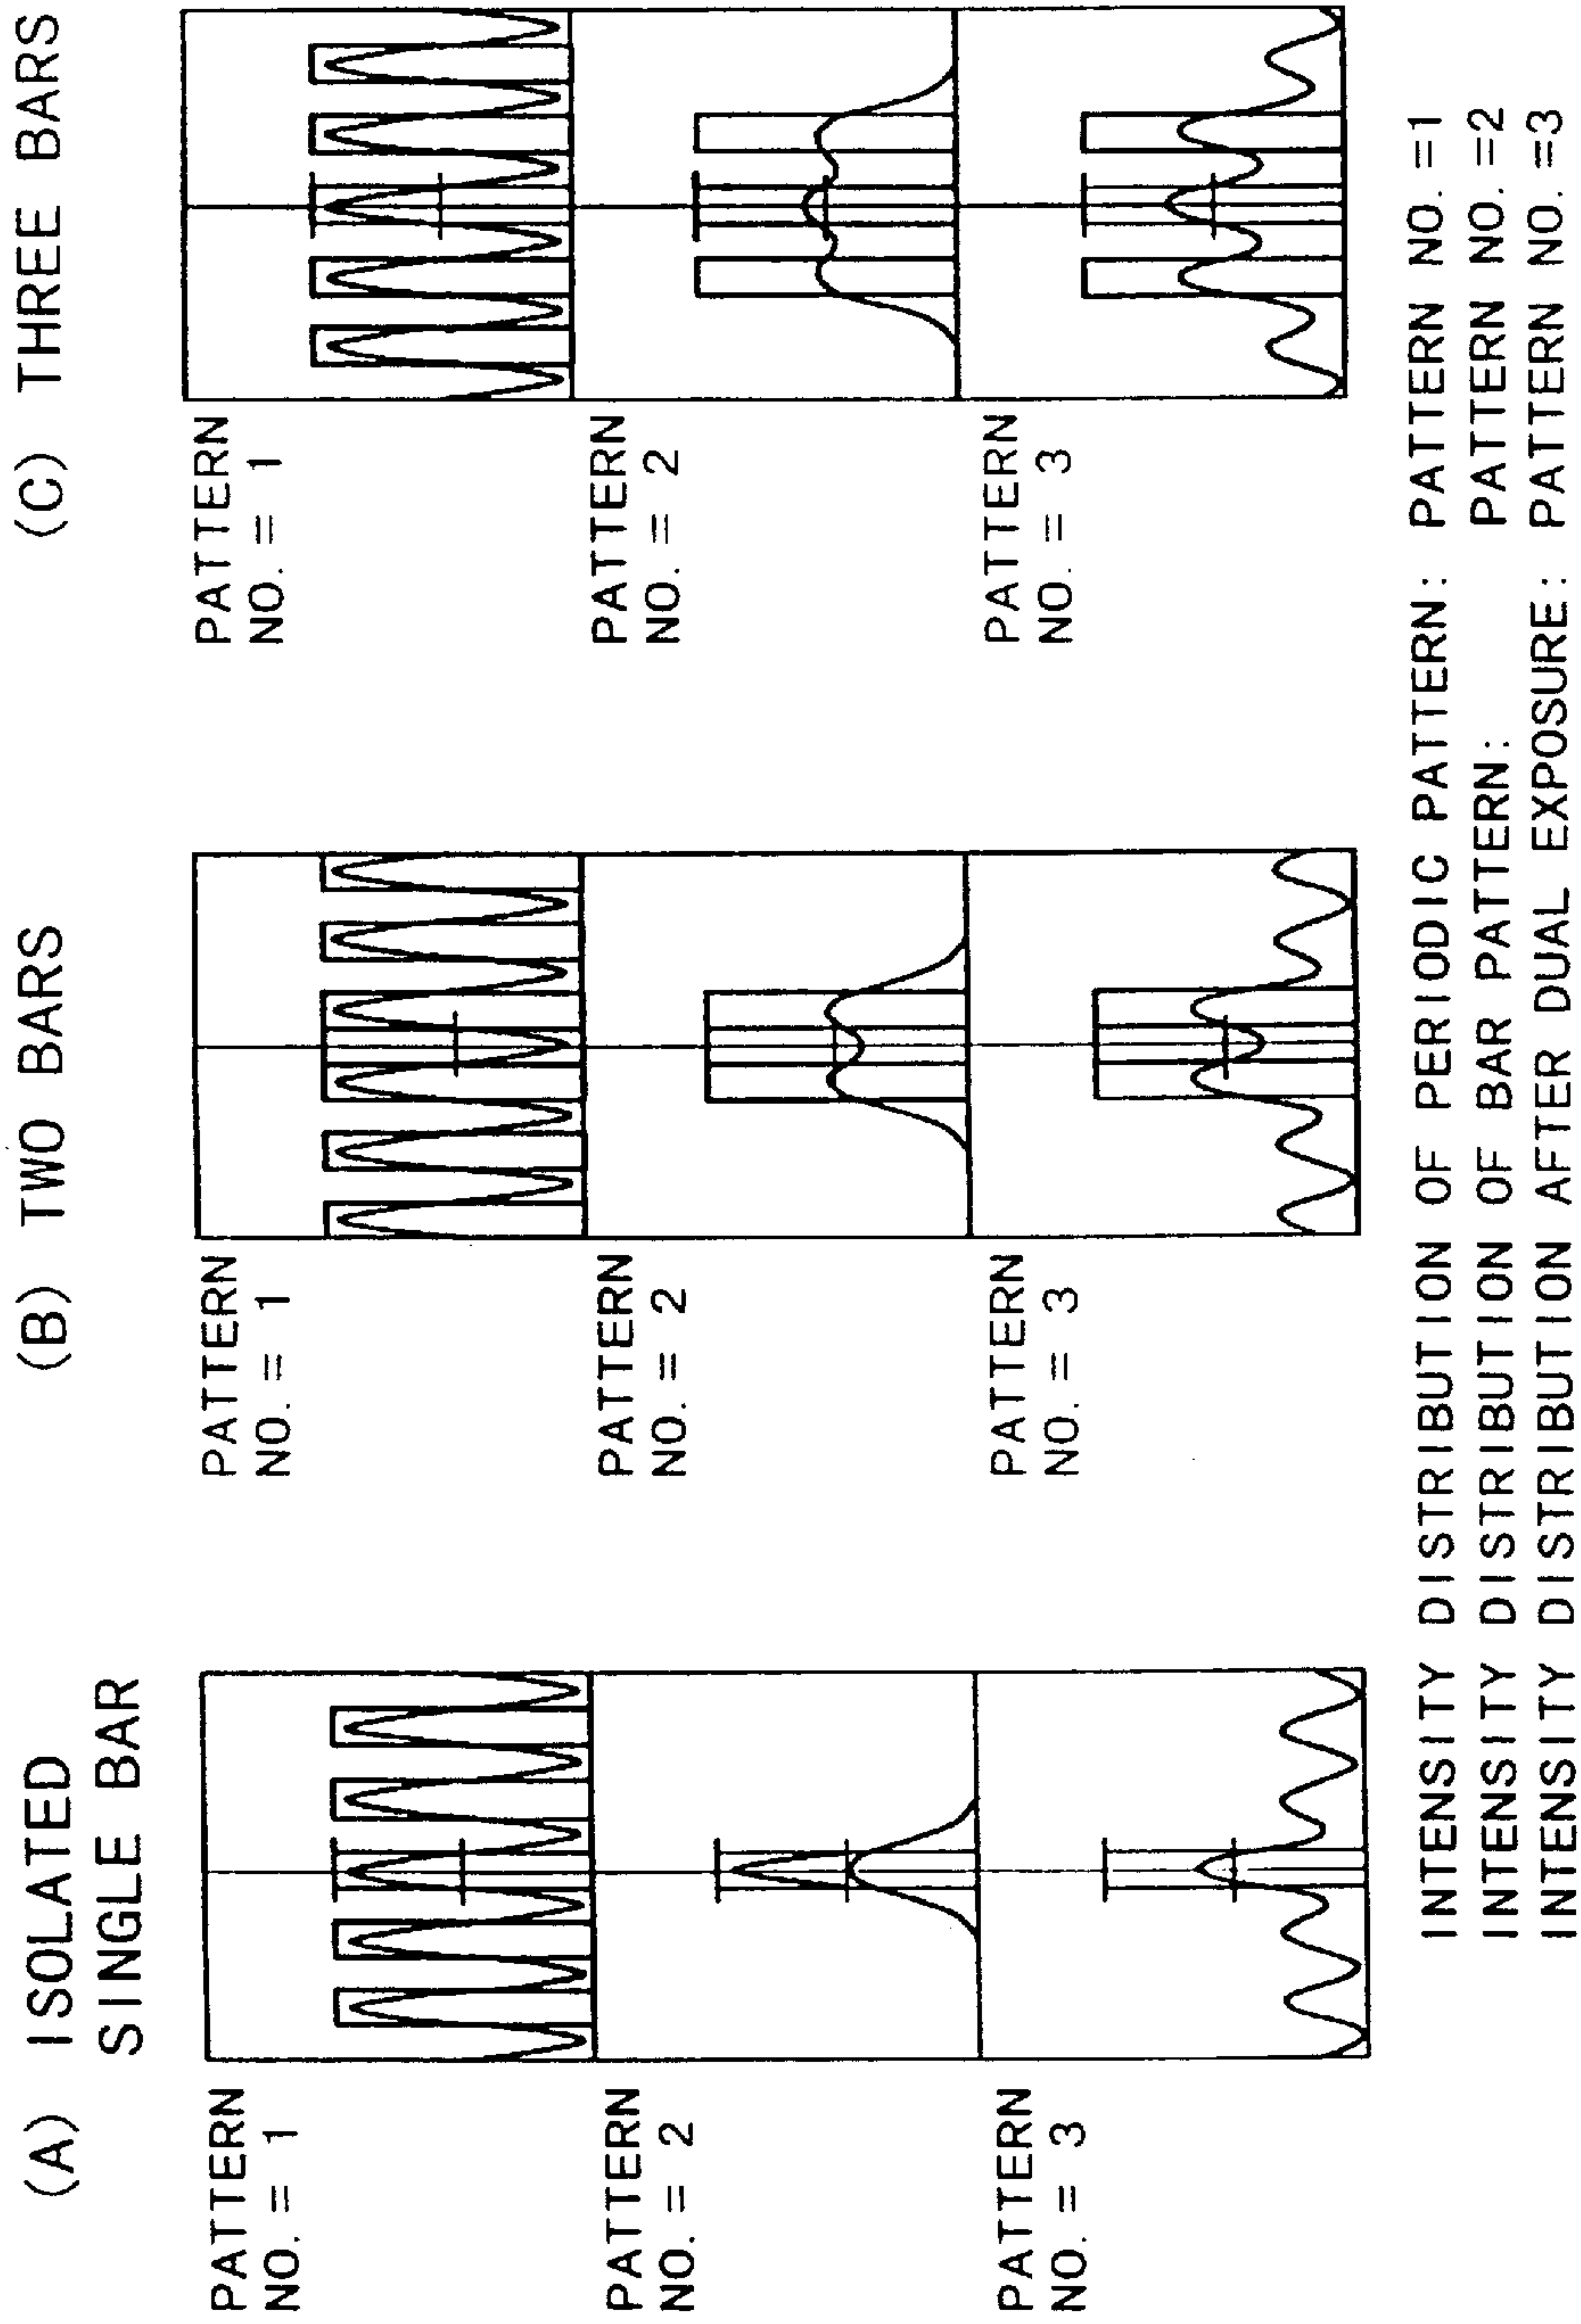 (A) ISOLATED
SINGLE BAR
PATTERN
NO. = 1
PATTERN
NO. = 2
PATTERN
NO. = 3
(B) TWO BARS
PATTERN
NO. = 1
PATTERN
NO. = 2
PATTERN
NO. = 3
(C) THREE BARS
PATTERN
NO. = 1
PATTERN
NO. = 2
PATTERN
NO. = 3
INTENSITY DISTRIBUTION OF PERIODIC PATTERN: PATTERN NO. =1
INTENSITY DISTRIBUTION OF BAR PATTERN: PATTERN NO. =2
INTENSITY DISTRIBUTION AFTER DUAL EXPOSURE: PATTERN NO. =3